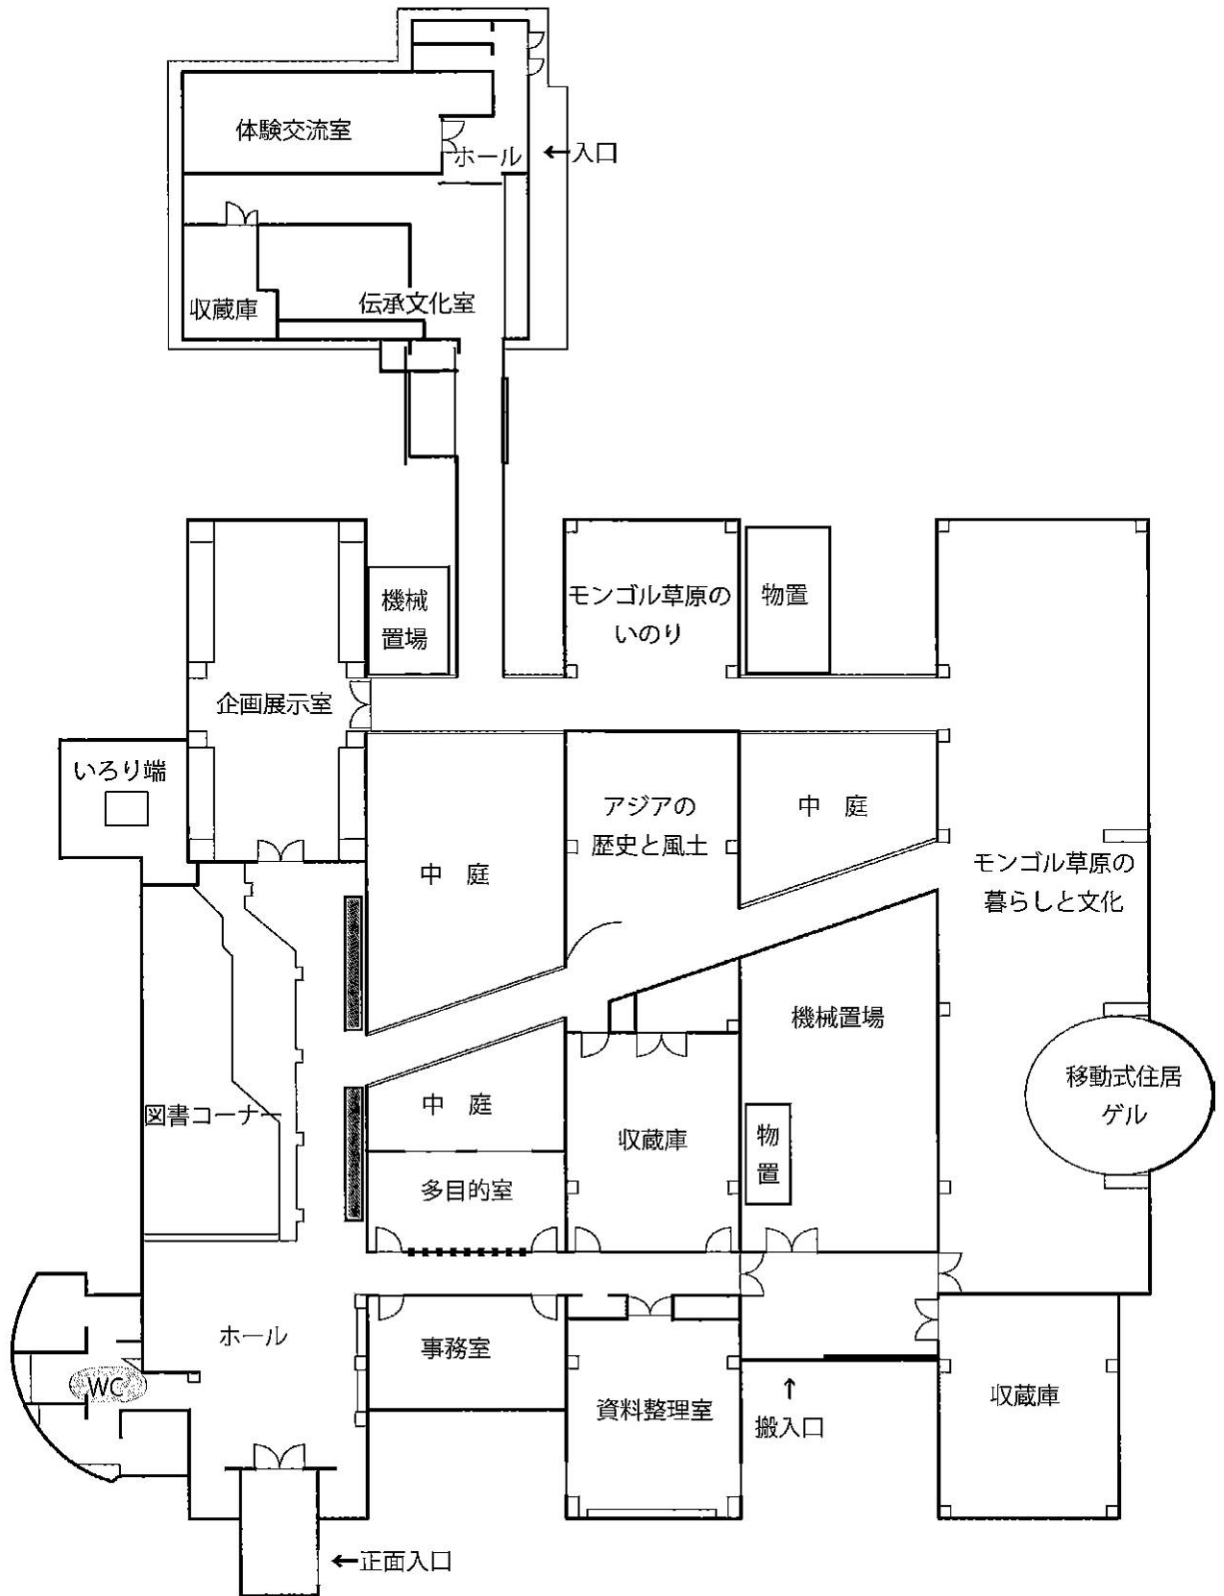 体験交流室
ホール
←入口
収蔵庫
伝承文化室
機械
置場
モンゴル草原の
いのり
物置
企画展示室
いろり端
アジアの
歴史と風土
中 庭
中 庭
モンゴル草原の
暮らしと文化
機械置場
移動式住居
ゲル
図書コーナー
中 庭
収蔵庫
物
置
多目的室
ホール
事務室
WC
資料整理室
↑
搬入口
収蔵庫
←正面入口